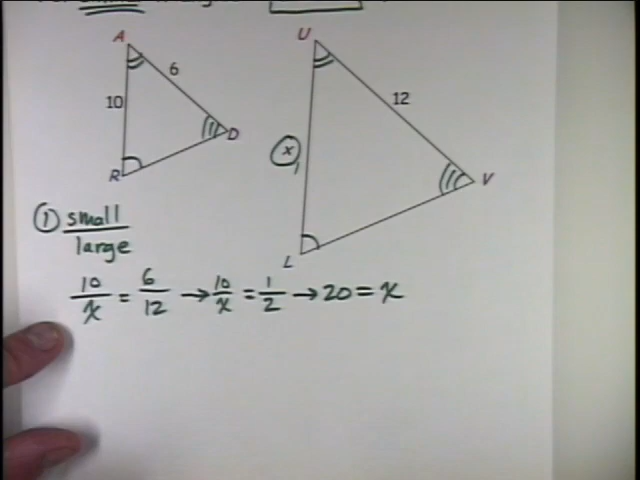 A
U
6
12
10
x
D
V
R
L
① small
large
10/x = 6/12 → 10/x = 1/2 → 20 = x